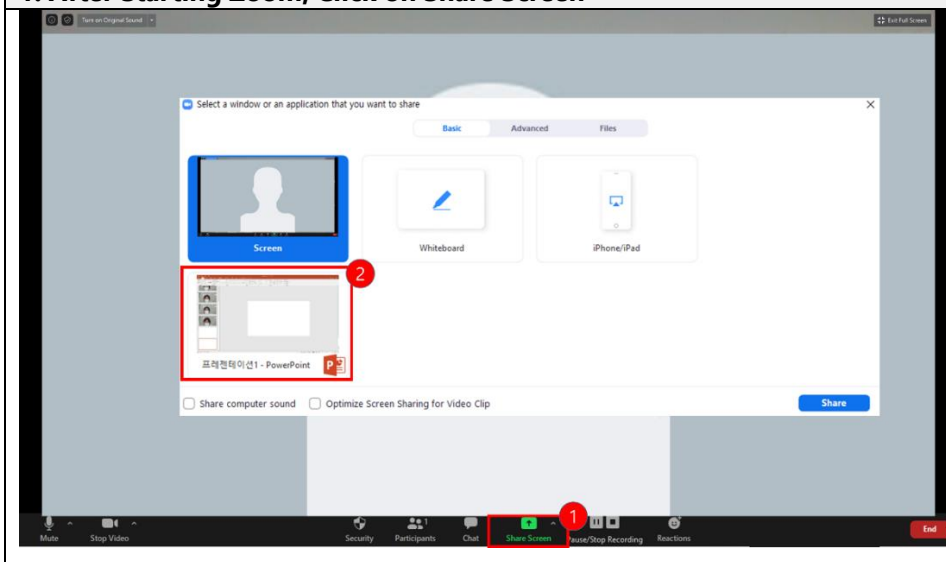 4. After Starting Zoom, Click on Share Screen
Turn on Original Sound
Exit Full Screen
Select a window or an application that you want to share
Basic Advanced Files
Screen Whiteboard iPhone/iPad
2
프레젠테이션1 - PowerPoint
Share computer sound Optimize Screen Sharing for Video Clip Share
1
1
Mute Stop Video Security Participants Chat Share Screen Pause/Stop Recording Reactions End